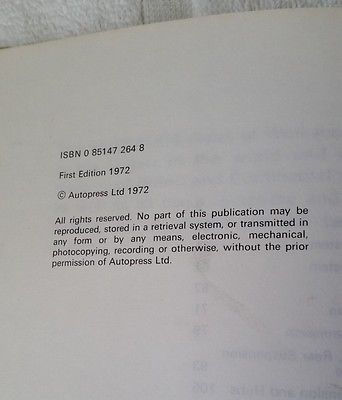 ISBN 0 85147 264 8
First Edition 1972
© Autopress Ltd 1972
All rights reserved. No part of this publication may be
reproduced, stored in a retrieval system, or transmitted in
any form or by any means, electronic, mechanical,
photocopying, recording or otherwise, without the prior
permission of Autopress Ltd.